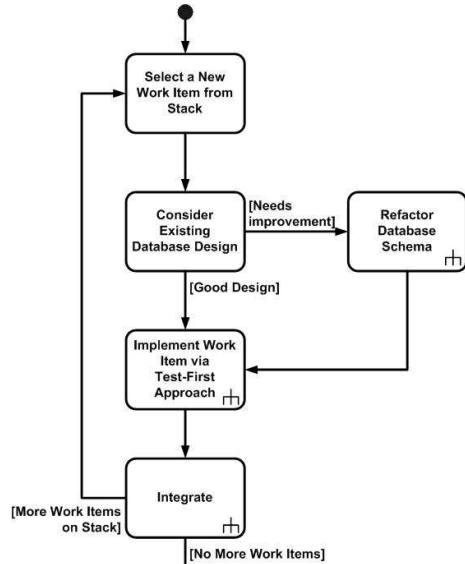 Select a New
Work Item from
Stack
Consider
Existing
Database Design
[Needs
improvement]
Refactor
Database
Schema
[Good Design]
Implement Work
Item via
Test-First
Approach
Integrate
[More Work Items
on Stack]
[No More Work Items]